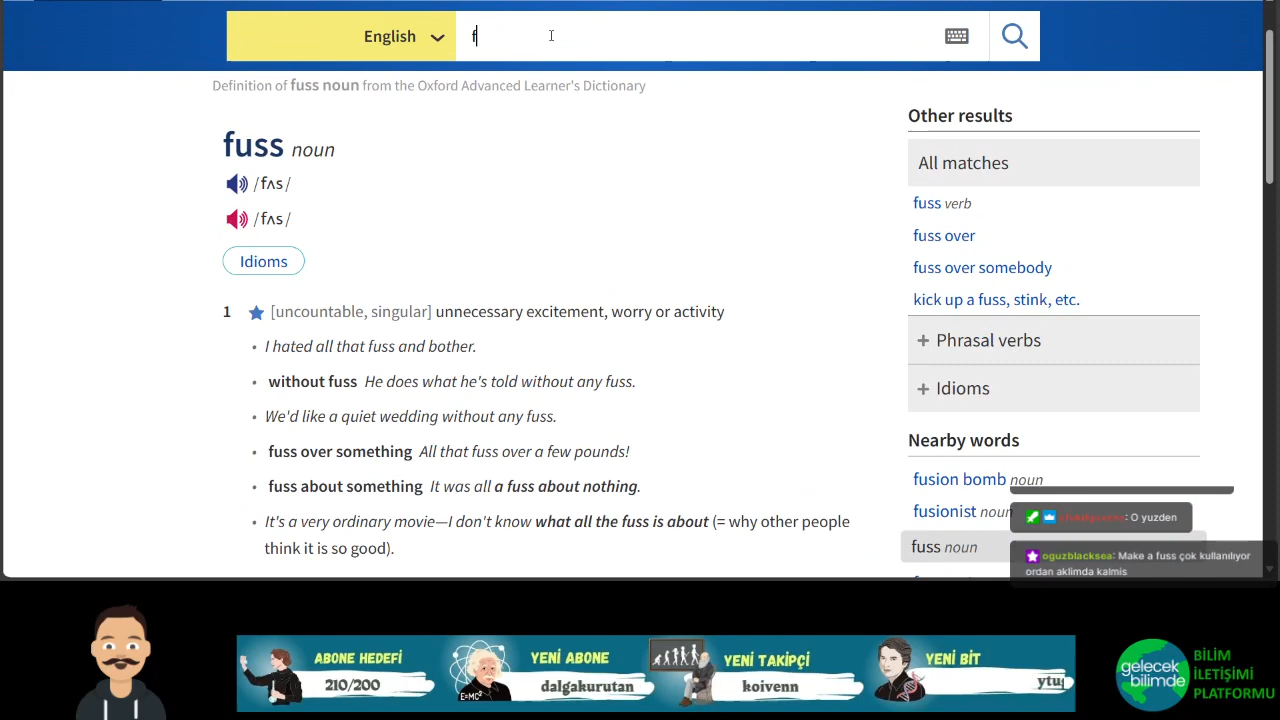 English
f
Definition of fuss noun from the Oxford Advanced Learner's Dictionary
fuss noun
/fʌs/
/fʌs/
Idioms
1 [uncountable, singular] unnecessary excitement, worry or activity
• I hated all that fuss and bother.
• without fuss He does what he's told without any fuss.
• We'd like a quiet wedding without any fuss.
• fuss over something All that fuss over a few pounds!
• fuss about something It was all a fuss about nothing.
• It's a very ordinary movie—I don't know what all the fuss is about (= why other people
think it is so good).
Other results
All matches
fuss verb
fuss over
fuss over somebody
kick up a fuss, stink, etc.
+ Phrasal verbs
+ Idioms
Nearby words
fusion bomb noun
fusionist noun
fuss noun
: O yuzden
oguzblacksea: Make a fuss çok kullanılıyor
ordan aklimda kalmis
ABONE HEDEFİ
210/200
E=MC²
YENİ ABONE
dalgakurutan
YENİ TAKİPÇİ
koivenn
YENİ BİT
gelecek
bilimde
BİLİM
İLETİŞİMİ
PLATFORMU